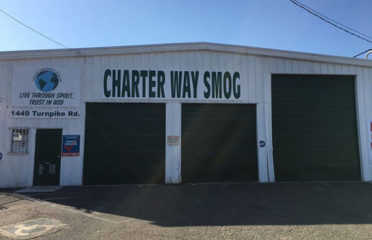 CHARTER WAY SMOG
LIVE THROUGH SPIRIT,
TRUST IN GOD
1449 Turnpike Rd.